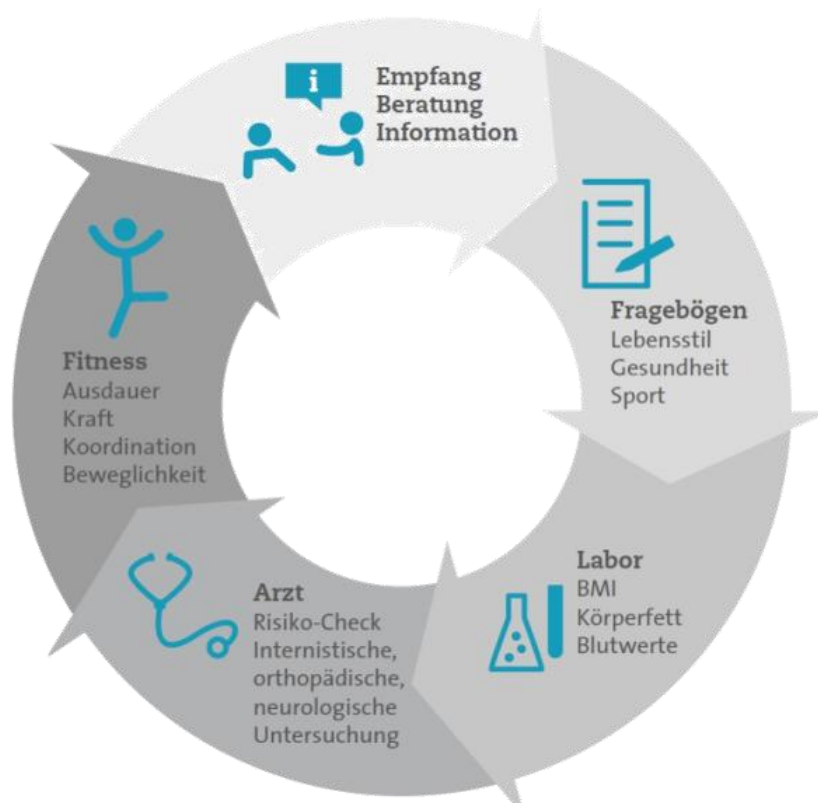 i
Empfang
Beratung
Information
Fragebögen
Lebensstil
Gesundheit
Sport
Labor
BMI
Körperfett
Blutwerte
Arzt
Risiko-Check
Internistische,
orthopädische,
neurologische
Untersuchung
Fitness
Ausdauer
Kraft
Koordination
Beweglichkeit